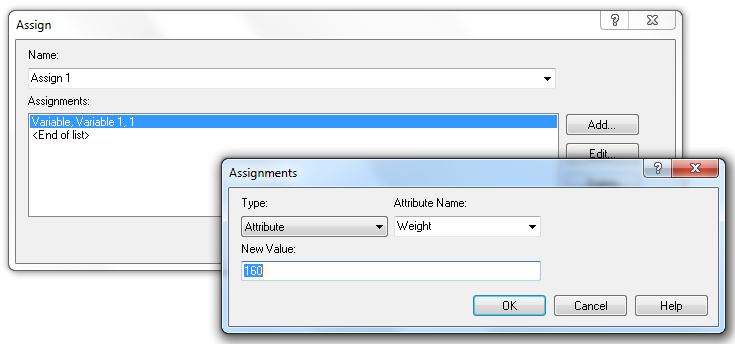 Assign
Name:
Assign 1
Assignments:
Variable, Variable 1, 1
<End of list>
Add...
Edit...
Assignments
Type:
Attribute Name:
Attribute
Weight
New Value:
160
OK
Cancel
Help